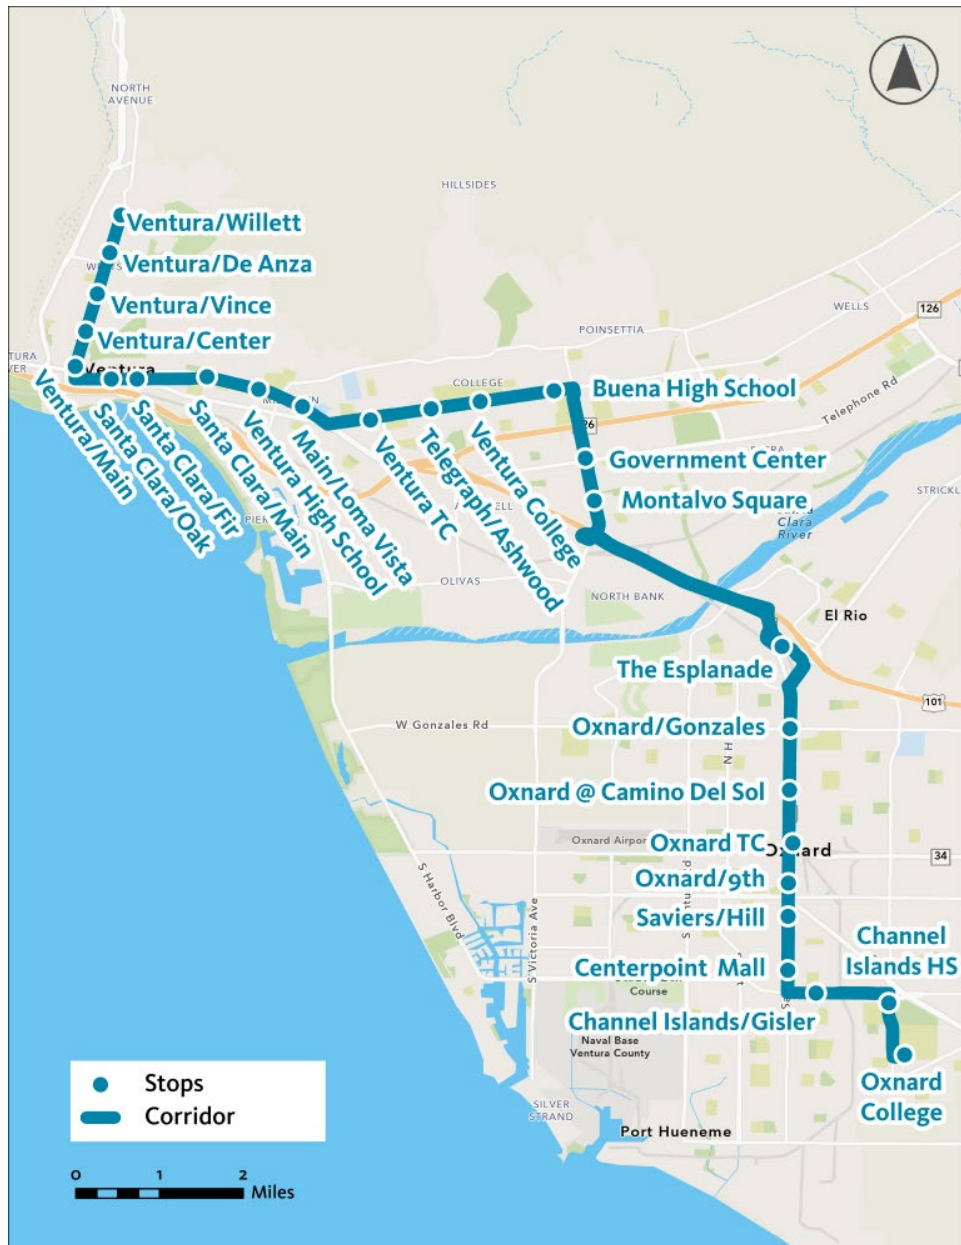 NORTH
AVENUE
HILLSIDES
Ventura/Willett
Ventura/De Anza
Ventura/Vince
Ventura/Center
WELLS
126
POINSETTIA
Ventura
COLLEGE
Buena High School
Telephone Rd
Ventura/Main
Santa Clara/Oak
Santa Clara/Fir
Santa Clara/Main
Ventura High School
Main/Loma Vista
Ventura TC
Telegraph/Ashwood
Ventura College
Government Center
Montalvo Square
Clara
River
OLIVAS
NORTH BANK
El Rio
The Esplanade
101
W Gonzales Rd
Oxnard/Gonzales
Oxnard @ Camino Del Sol
Oxnard Airpor
Oxnard TC
Oxnard
34
Oxnard/9th
S Harbor Blvd
S Victoria Ave
Saviers/Hill
Channel
Islands HS
Centerpoint Mall
Course
Channel Islands/Gisler
Naval Base
Ventura County
Oxnard
College
SILVER
STRAND
Port Hueneme
Stops
Corridor
0 1 2
Miles